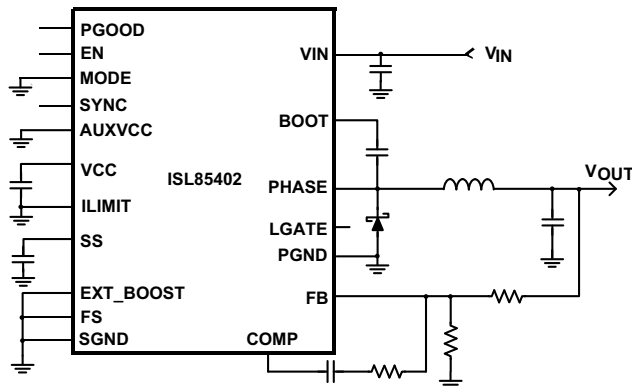 PGOOD
EN
MODE
SYNC
AUXVCC
VCC
ILIMIT
SS
EXT_BOOST
FS
SGND
ISL85402
VIN
BOOT
PHASE
LGATE
PGND
FB
COMP
VIN
VOUT